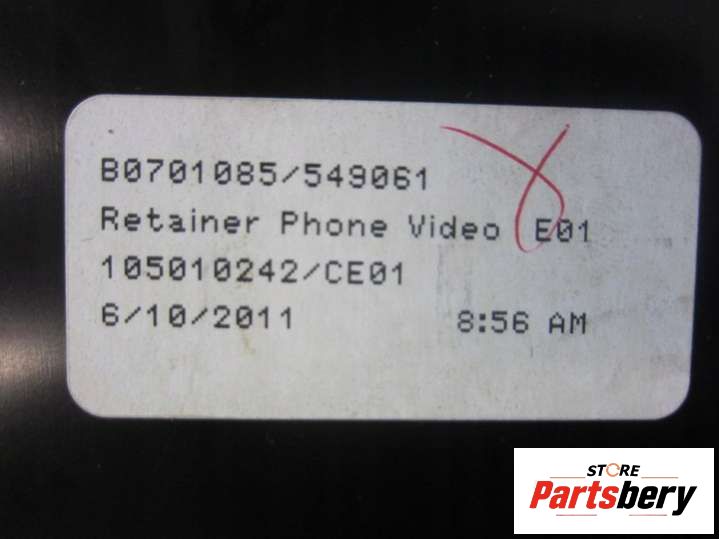 B0701085/549061
Retainer Phone Video E01
105010242/CE01
6/10/2011 8:56 AM
STORE
Partsbery